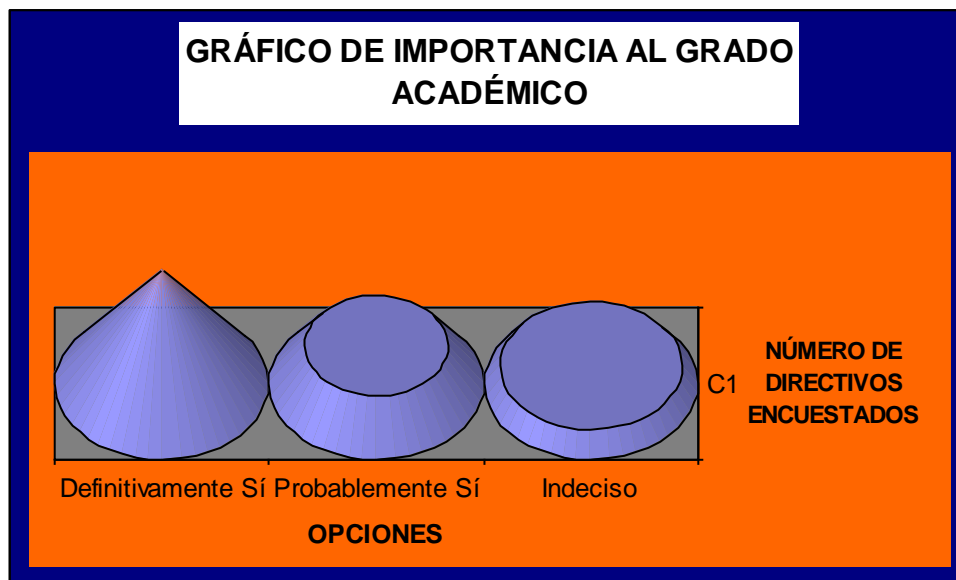 GRÁFICO DE IMPORTANCIA AL GRADO
ACADÉMICO
C1
NÚMERO DE
DIRECTIVOS
ENCUESTADOS
Definitivamente Sí Probablemente Sí Indeciso
OPCIONES